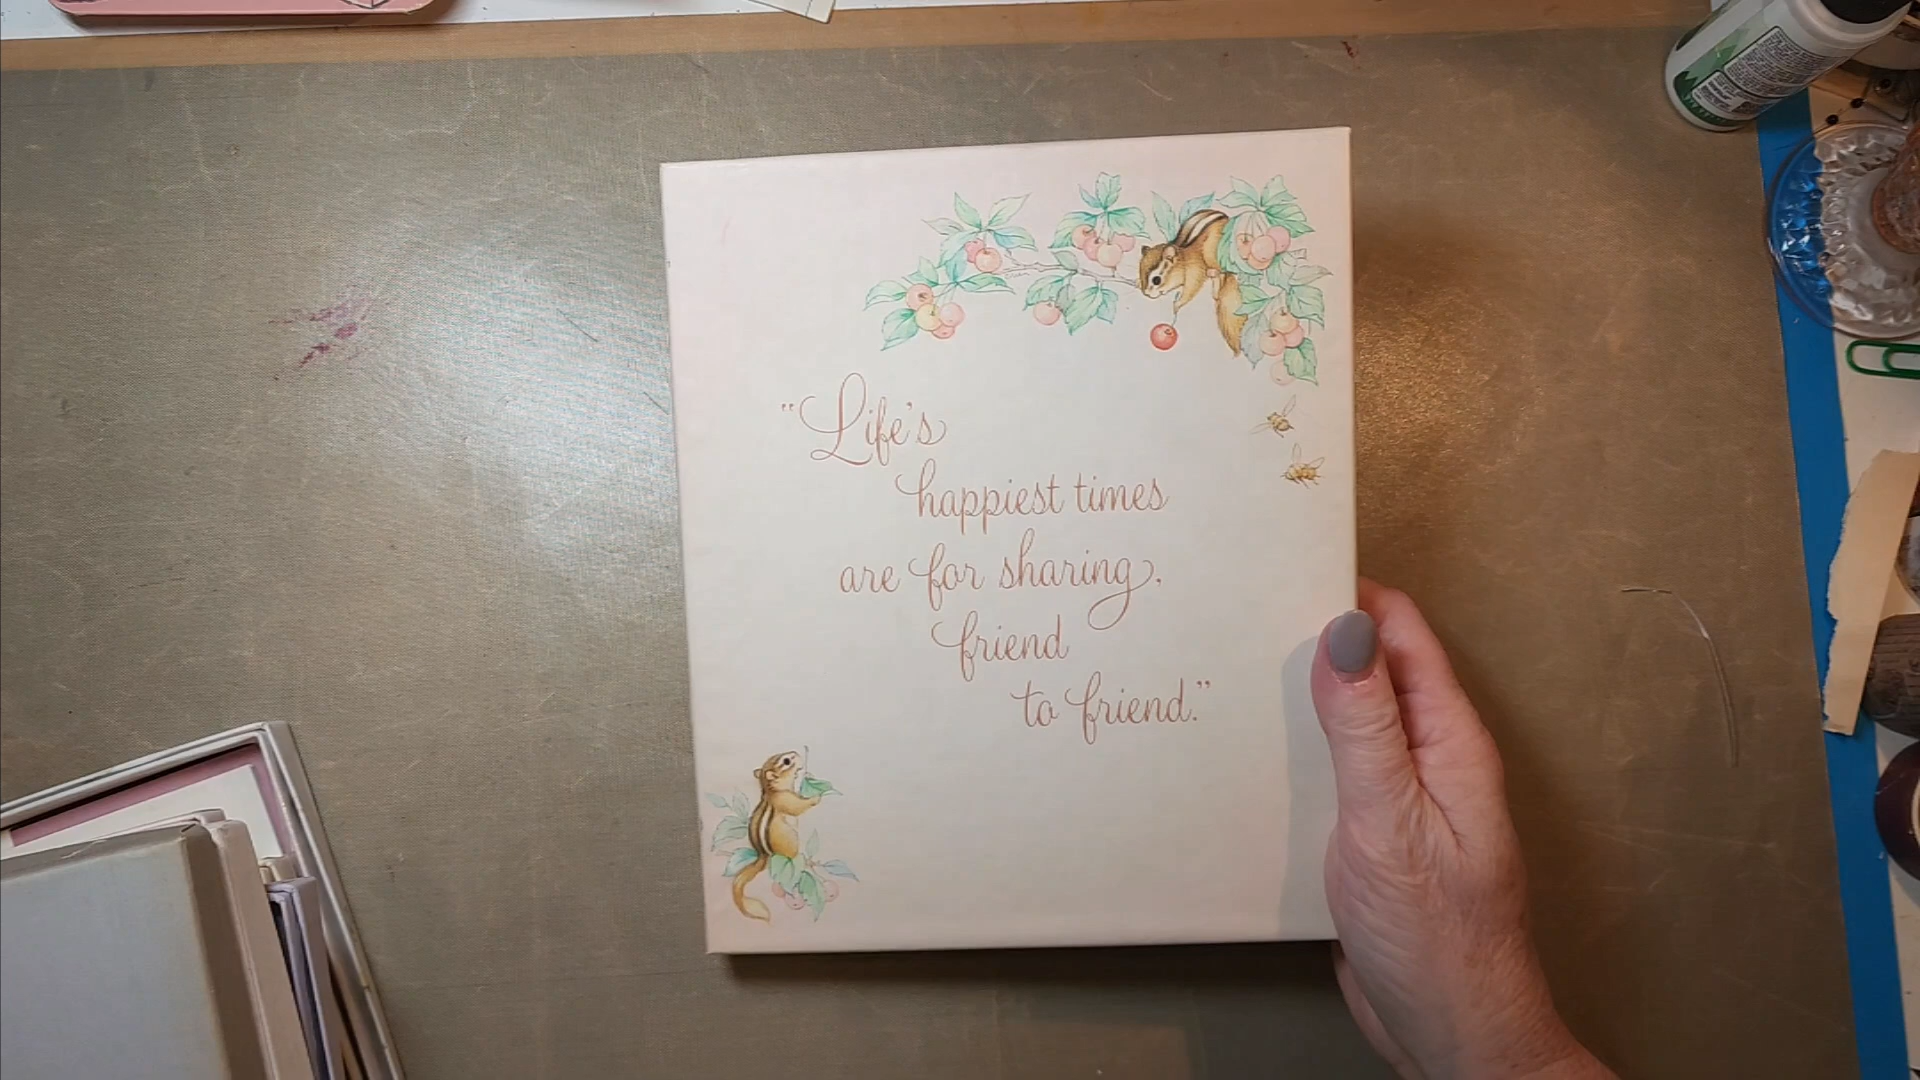 “Life’s
happiest times
are for sharing,
friend
to friend.”